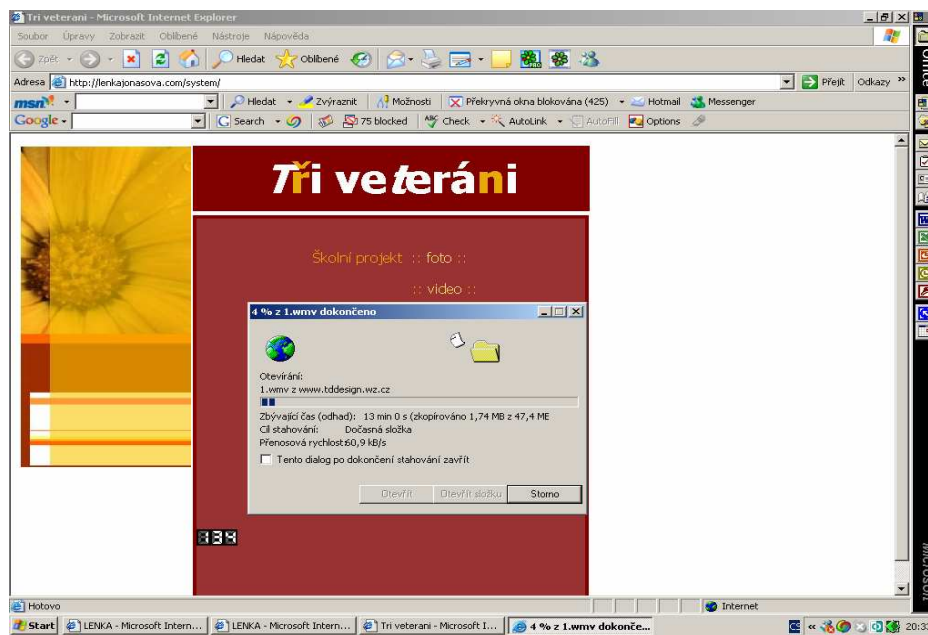 Tri veterani - Microsoft Internet Explorer
Soubor Úpravy Zobrazit Oblíbené Nástroje Nápověda
Zpět Hledat Oblíbené
Adresa http://lenkajonasova.com/system/ Přejít Odkazy »
msn Hledat Zvýraznit Možnosti Překryvná okna blokována (425) Hotmail Messenger
Google Search 75 blocked Check AutoLink AutoFill Options
Tři veteráni
Školní projekt :: foto ::
:: video ::
4 % z 1.wmv dokončeno
Otevírání:
1.wmv z www.tddesign.wz.cz
Zbývající čas (odhad): 13 min 0 s (zkopírováno 1,74 MB z 47,4 ME
Cíl stahování: Dočasná složka
Přenosová rychlost:60,9 kB/s
Tento dialog po dokončení stahování zavřít
Otevřít Otevřít složku Storno
134
Hotovo Internet
Start LENKA - Microsoft Intern... LENKA - Microsoft Intern... Tri veterani - Microsoft I... 4 % z 1.wmv dokonče... CS «